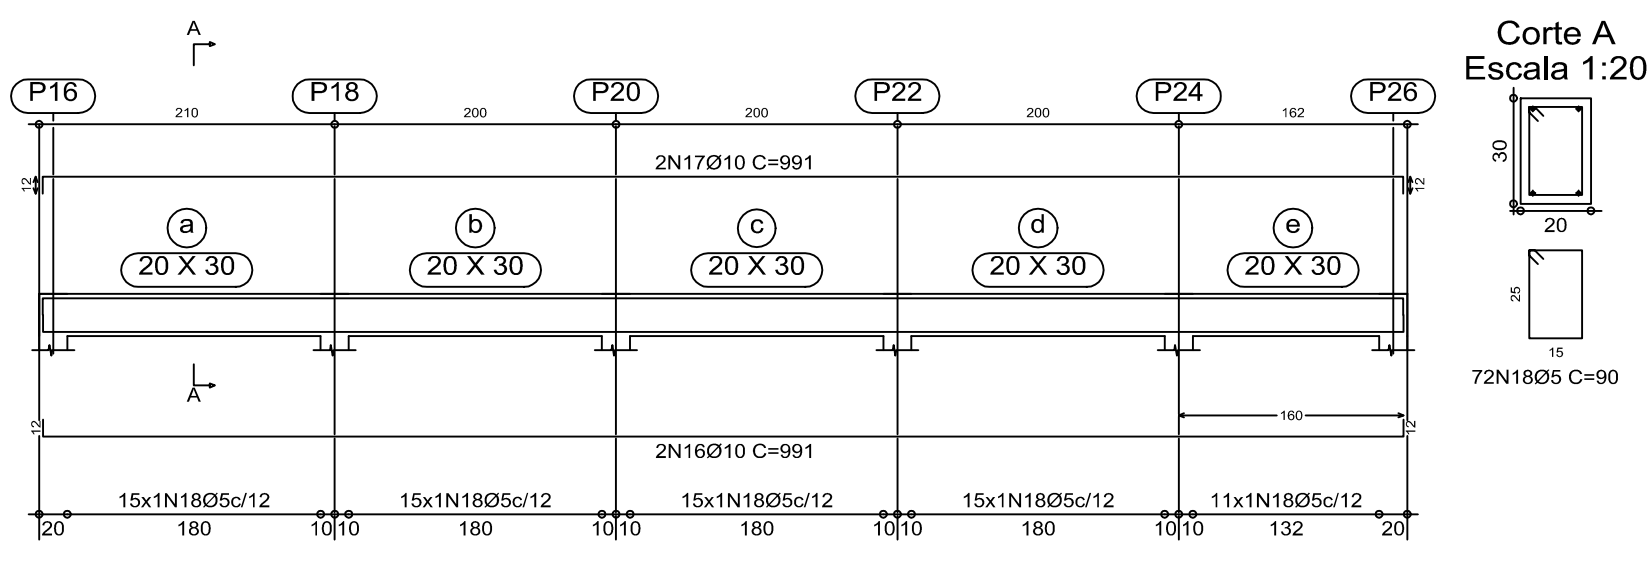 A
Corte A
Escala 1:20
P16
P18
P20
P22
P24
P26
210
200
200
200
162
2N17Ø10 C=991
12
12
30
20
a
b
c
d
e
20 X 30
20 X 30
20 X 30
20 X 30
20 X 30
25
15
72N18Ø5 C=90
A
160
12
12
2N16Ø10 C=991
15x1N18Ø5c/12
15x1N18Ø5c/12
15x1N18Ø5c/12
15x1N18Ø5c/12
11x1N18Ø5c/12
20
180
10
10
180
10
10
180
10
10
180
10
10
132
20